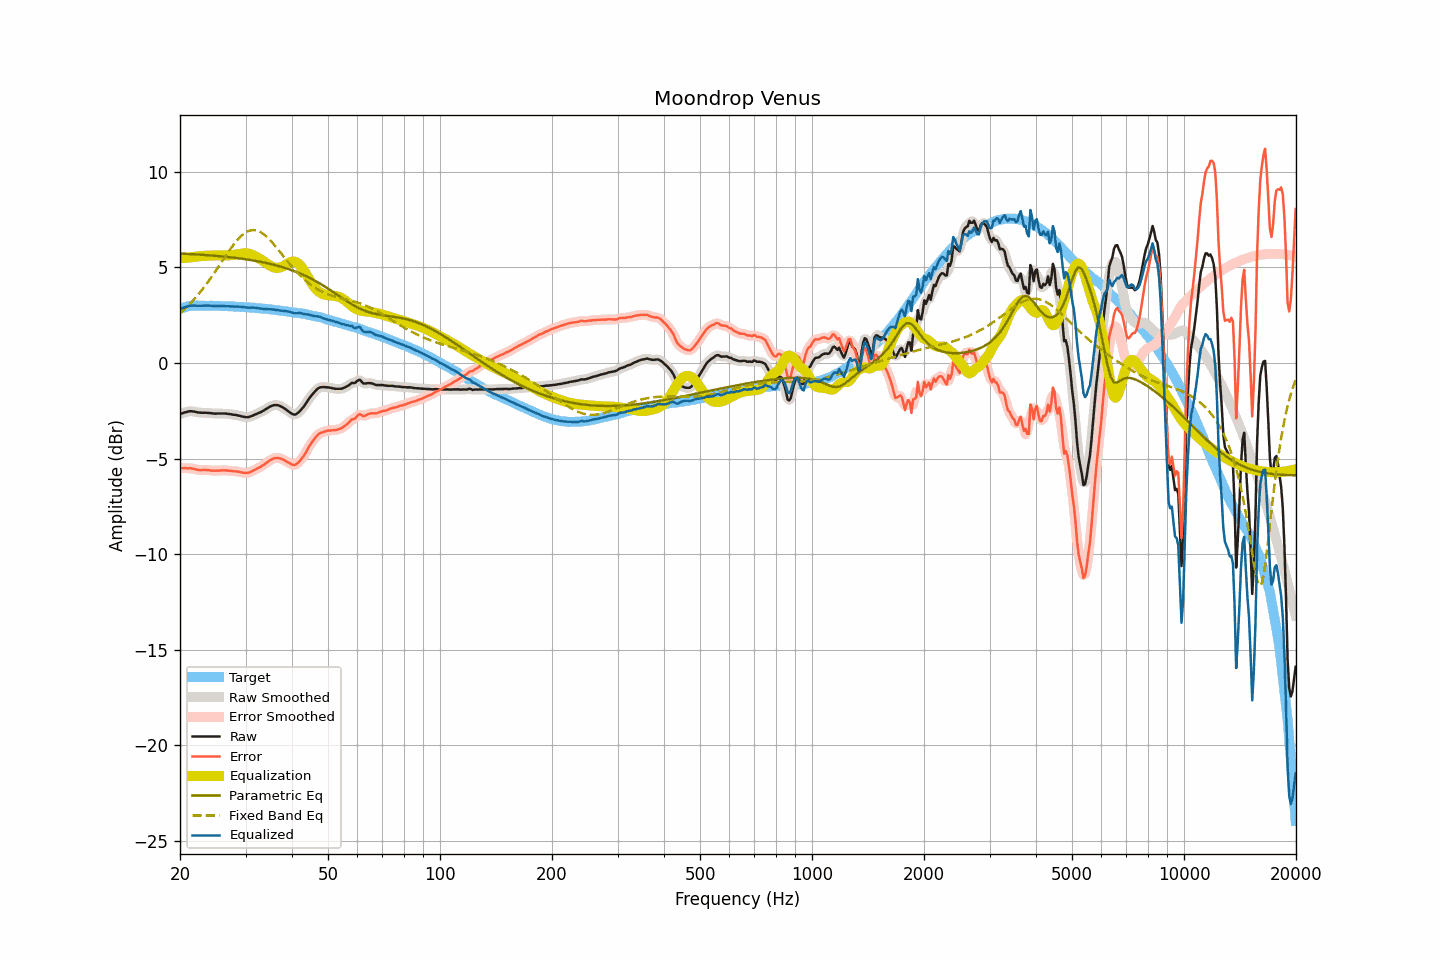 Moondrop Venus
10
5
0
−5
−10
−15
−20
−25
Amplitude (dBr)
Target
Raw Smoothed
Error Smoothed
Raw
Error
Equalization
Parametric Eq
Fixed Band Eq
Equalized
20 50 100 200 500 1000 2000 5000 10000 20000
Frequency (Hz)